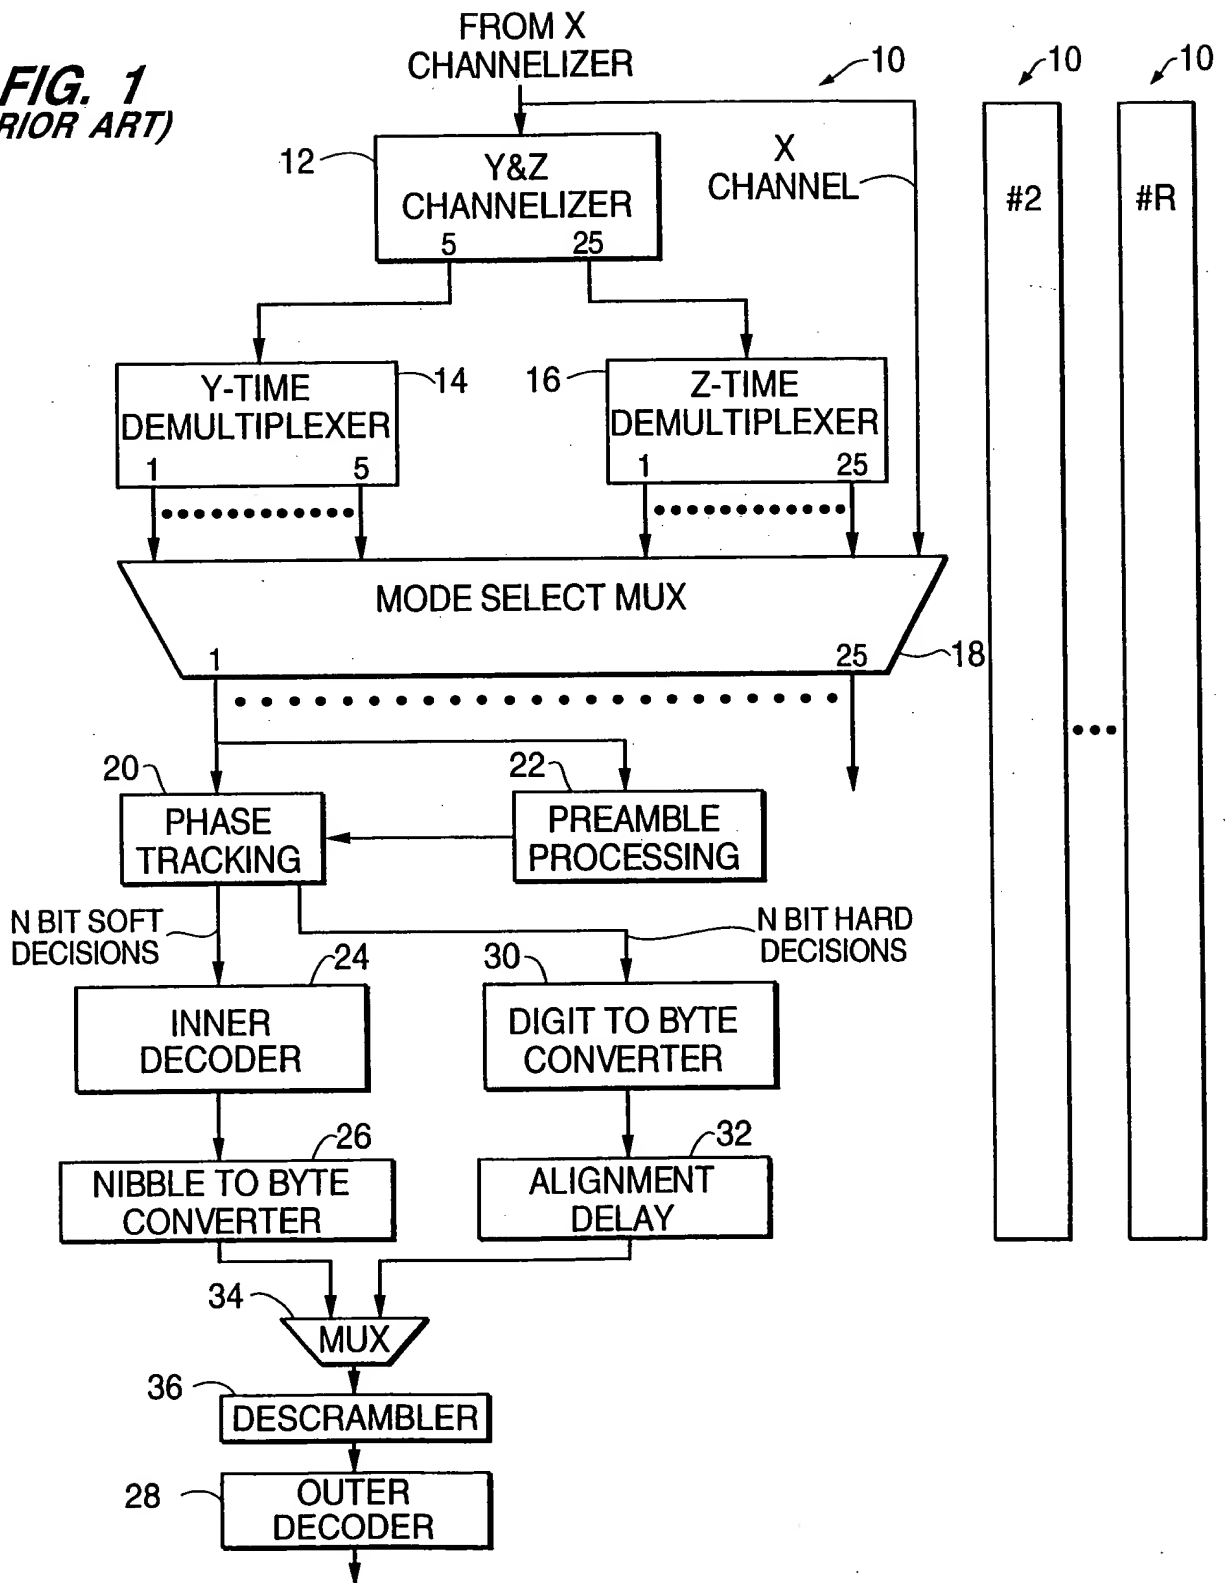 FIG. 1
RIOR ART)
FROM X
CHANNELIZER
10
10
10
12
Y&Z
CHANNELIZER
5 25
X
CHANNEL
#2
#R
Y-TIME
DEMULTIPLEXER
1 5
14
16
Z-TIME
DEMULTIPLEXER
1 25
MODE SELECT MUX
1 25
18
20
PHASE
TRACKING
22
PREAMBLE
PROCESSING
N BIT SOFT
DECISIONS
N BIT HARD
DECISIONS
24
INNER
DECODER
30
DIGIT TO BYTE
CONVERTER
26
NIBBLE TO BYTE
CONVERTER
32
ALIGNMENT
DELAY
34
MUX
36
DESCRAMBLER
28
OUTER
DECODER